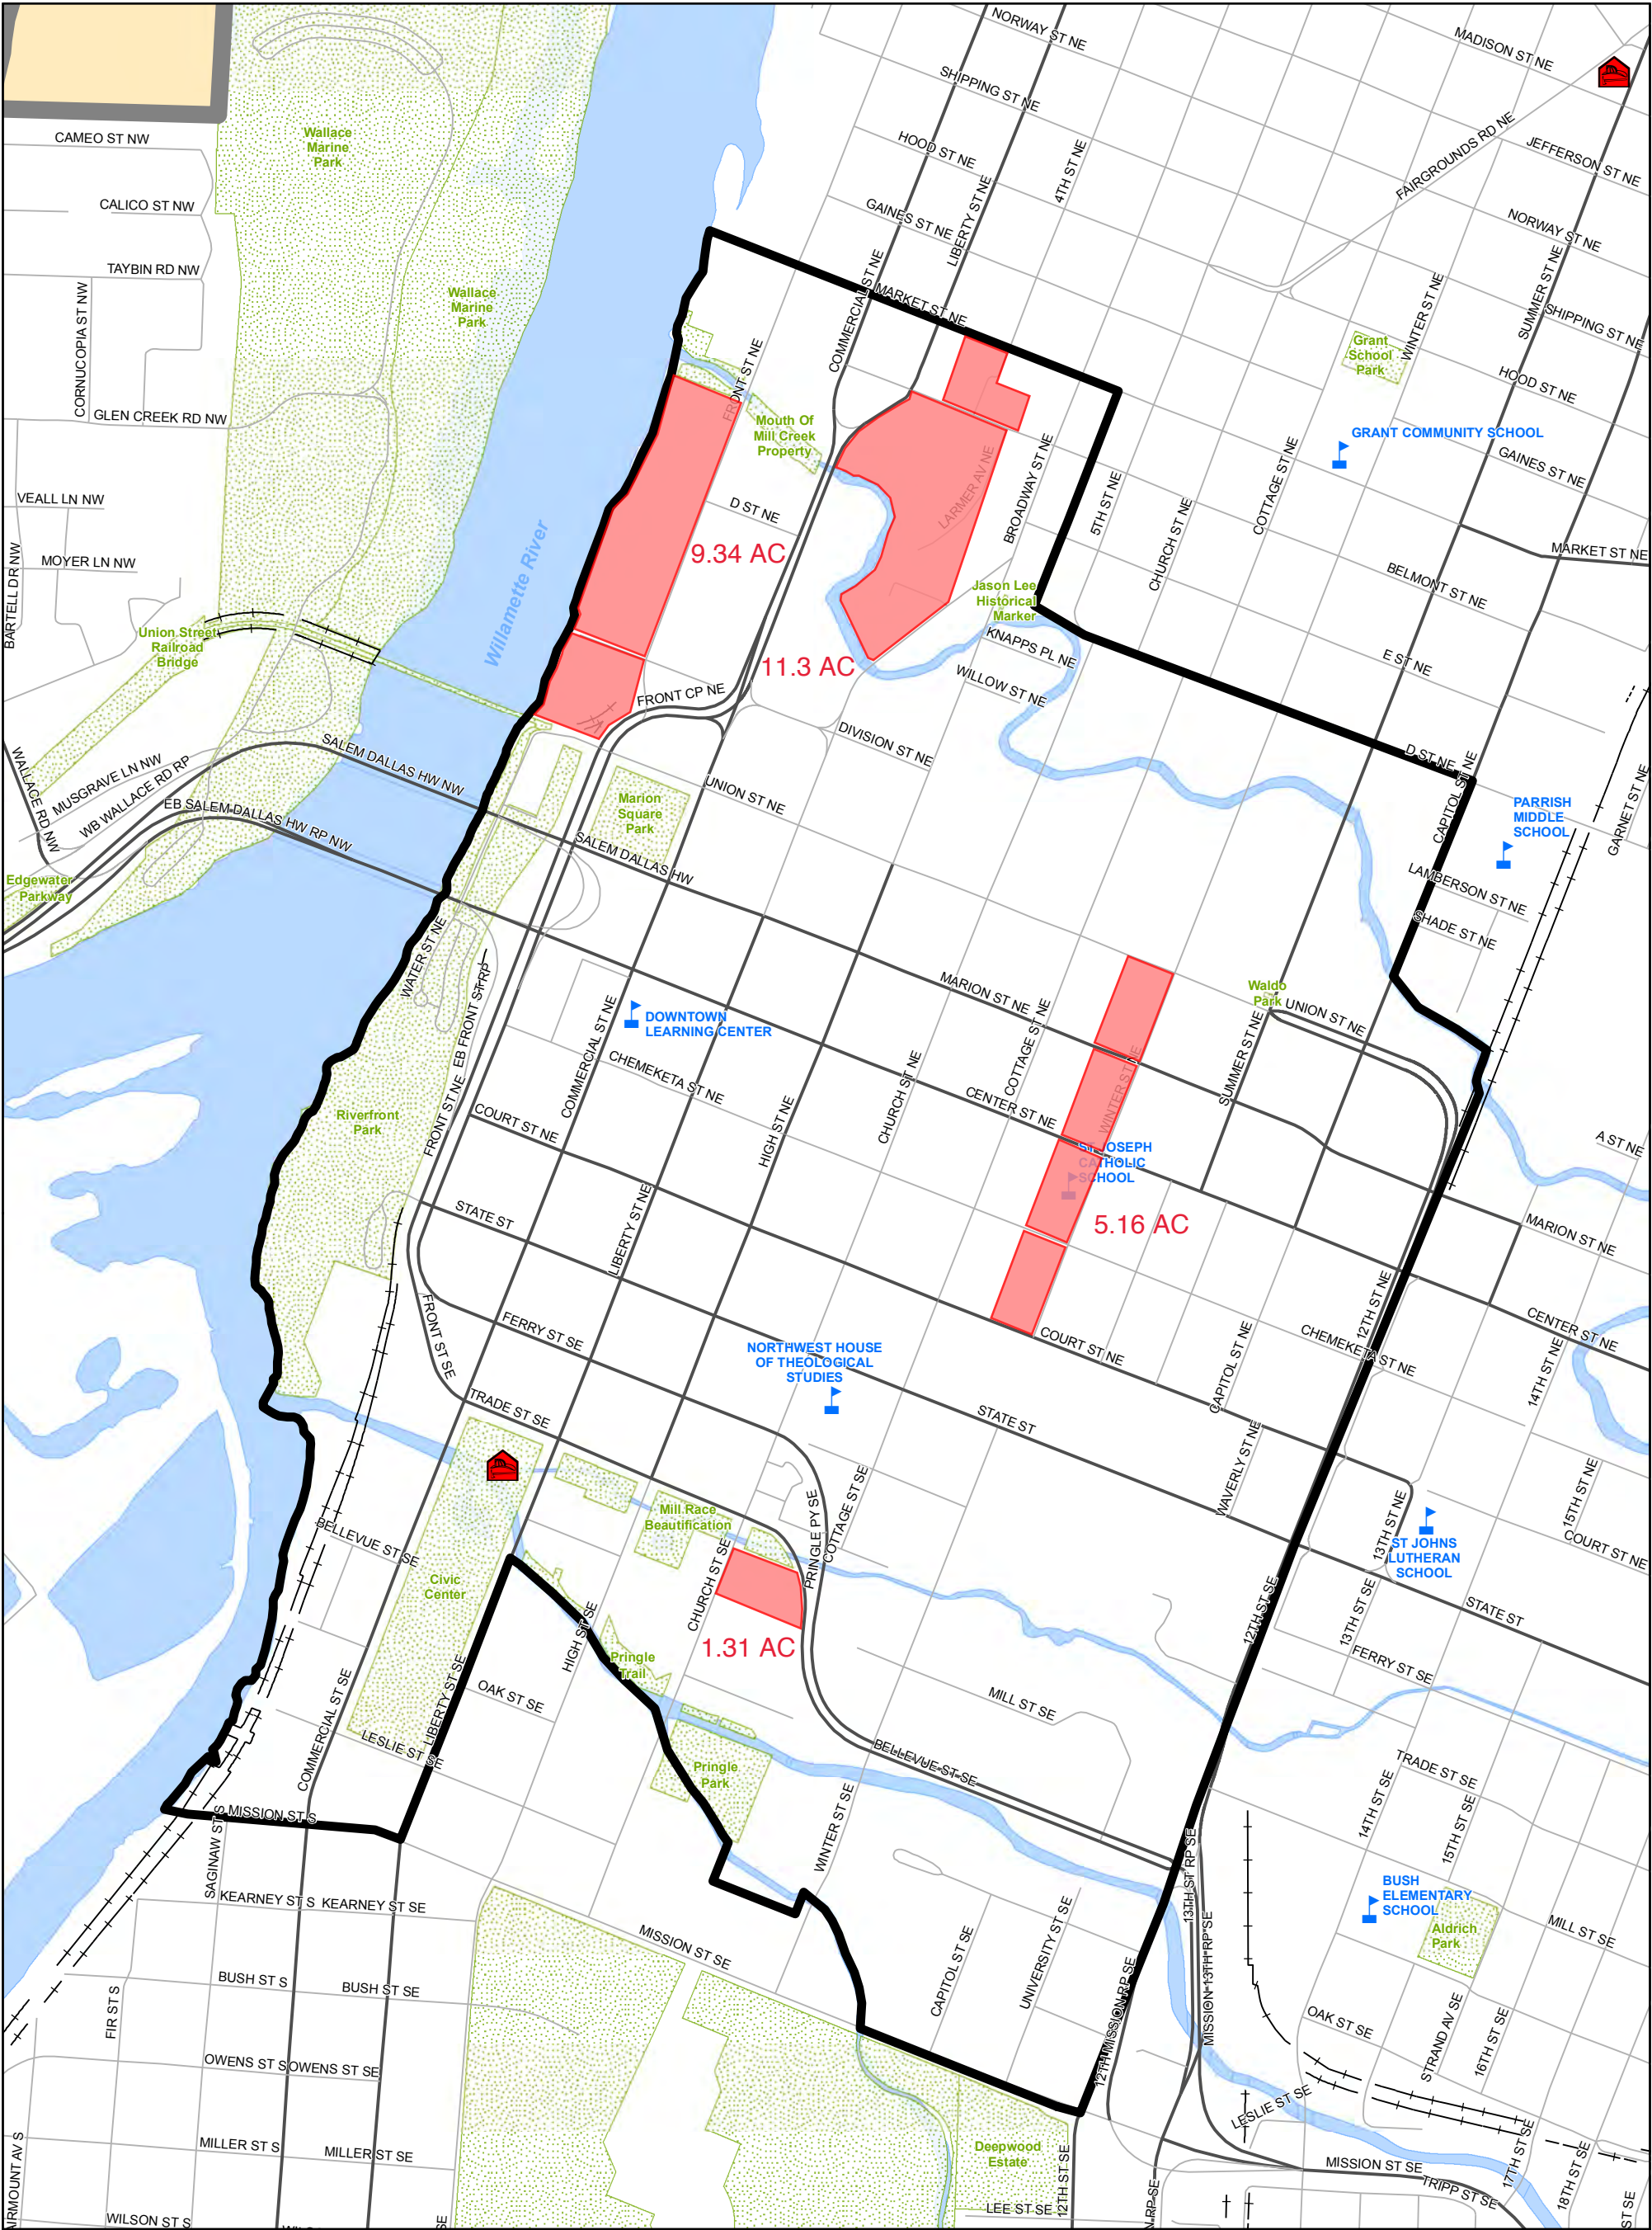 NORWAY ST NE
MADISON ST NE
SHIPPING ST NE
CAMEO ST NW
Wallace
Marine
Park
HOOD ST NE
4TH ST NE
FAIRGROUNDS RD NE
JEFFERSON ST NE
CALICO ST NW
GAINES ST NE
LIBERTY ST NE
NORWAY ST NE
TAYBIN RD NW
CORNUCOPIA ST NW
Wallace
Marine
Park
COMMERCIAL ST NE
MARKET ST NE
WINTER ST NE
SUMMER ST NE
SHIPPING ST NE
Grant
School
Park
FRONT ST NE
HOOD ST NE
GLEN CREEK RD NW
Mouth Of
Mill Creek
Property
GRANT COMMUNITY SCHOOL
GAINES ST NE
VEALL LN NW
D ST NE
LARMER AV NE
BROADWAY ST NE
5TH ST NE
CHURCH ST NE
COTTAGE ST NE
MARKET ST NE
BARTELL DR NW
MOYER LN NW
Willamette River
9.34 AC
BELMONT ST NE
Jason Lee
Historical
Marker
Union Street
Railroad
Bridge
KNAPPS PL NE
E ST NE
11.3 AC
WILLOW ST NE
FRONT CP NE
DIVISION ST NE
SALEM DALLAS HW NW
WALLACE RD NW
MUSGRAVE LN NW
WB WALLACE RD RP
D ST NE
CAPITOL ST NE
GARNET ST NE
UNION ST NE
Marion
Square
Park
EB SALEM DALLAS HW RP NW
PARRISH
MIDDLE
SCHOOL
SALEM DALLAS HW
Edgewater
Parkway
LAMBERSON ST NE
SHADE ST NE
WATER ST NE
EB FRONT ST RP
MARION ST NE
Waldo
Park
UNION ST NE
DOWNTOWN
LEARNING CENTER
COMMERCIAL ST NE
CHEMEKETA ST NE
COTTAGE ST NE
WINTER ST NE
SUMMER ST NE
CHURCH ST NE
CENTER ST NE
Riverfront
Park
FRONT ST NE
COURT ST NE
HIGH ST NE
ST JOSEPH
CATHOLIC
SCHOOL
A ST NE
STATE ST
LIBERTY ST NE
5.16 AC
MARION ST NE
12TH ST NE
FRONT ST SE
FERRY ST SE
NORTHWEST HOUSE
OF THEOLOGICAL
STUDIES
COURT ST NE
CAPITOL ST NE
CHEMEKETA ST NE
CENTER ST NE
14TH ST NE
TRADE ST SE
STATE ST
WAVERLY ST NE
Mill Race
Beautification
PRINGLE PY SE
COTTAGE ST SE
13TH ST NE
15TH ST NE
ST JOHNS
LUTHERAN
SCHOOL
COURT ST NE
BELLEVUE ST SE
Civic
Center
CHURCH ST SE
STATE ST
12TH ST SE
13TH ST SE
HIGH ST SE
1.31 AC
Pringle
Trail
FERRY ST SE
OAK ST SE
MILL ST SE
COMMERCIAL ST SE
LIBERTY ST SE
LESLIE ST SE
BELLEVUE ST SE
Pringle
Park
TRADE ST SE
14TH ST SE
15TH ST SE
SAGINAW ST S
MISSION ST S
WINTER ST SE
13TH ST RP SE
KEARNEY ST S
KEARNEY ST SE
BUSH
ELEMENTARY
SCHOOL
Aldrich
Park
MILL ST SE
MISSION ST SE
CAPITOL ST SE
UNIVERSITY ST SE
MISSION 13TH RP SE
12TH MISSION RP SE
BUSH ST S
BUSH ST SE
FIR ST S
OAK ST SE
STRAND AV SE
16TH ST SE
OWENS ST S
OWENS ST SE
LESLIE ST SE
MILLER ST S
MILLER ST SE
Deepwood
Estate
12TH ST SE
MISSION ST SE
TRIPP ST SE
17TH ST SE
18TH ST SE
LEE ST SE
WILSON ST S